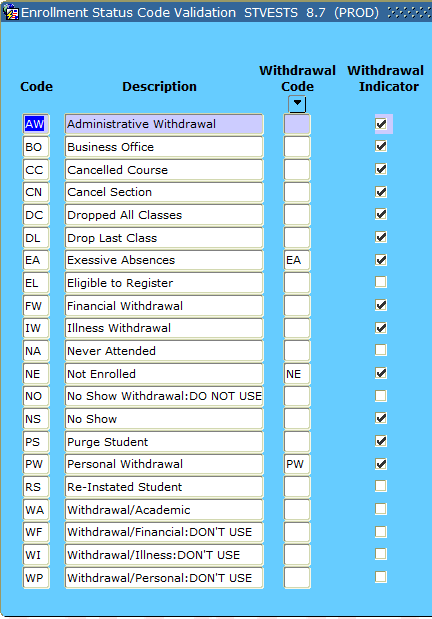 Enrollment Status Code Validation STVESTS 8.7 (PROD)
Withdrawal Withdrawal
Code Description Code Indicator
AW Administrative Withdrawal
BO Business Office
CC Cancelled Course
CN Cancel Section
DC Dropped All Classes
DL Drop Last Class
EA Exessive Absences EA
EL Eligible to Register
FW Financial Withdrawal
IW Illness Withdrawal
NA Never Attended
NE Not Enrolled NE
NO No Show Withdrawal:DO NOT USE
NS No Show
PS Purge Student
PW Personal Withdrawal PW
RS Re-Instated Student
WA Withdrawal/Academic
WF Withdrawal/Financial:DON'T USE
WI Withdrawal/Illness:DON'T USE
WP Withdrawal/Personal:DON'T USE